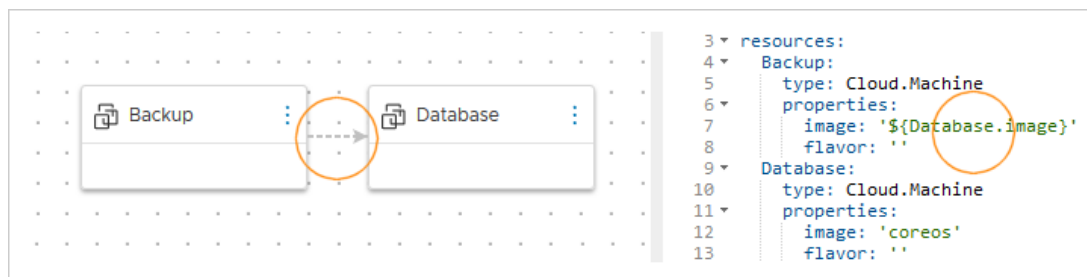 Backup
Database
3 resources:
4 Backup:
5 type: Cloud.Machine
6 properties:
7 image: '${Database.image}'
8 flavor: ''
9 Database:
10 type: Cloud.Machine
11 properties:
12 image: 'coreos'
13 flavor: ''